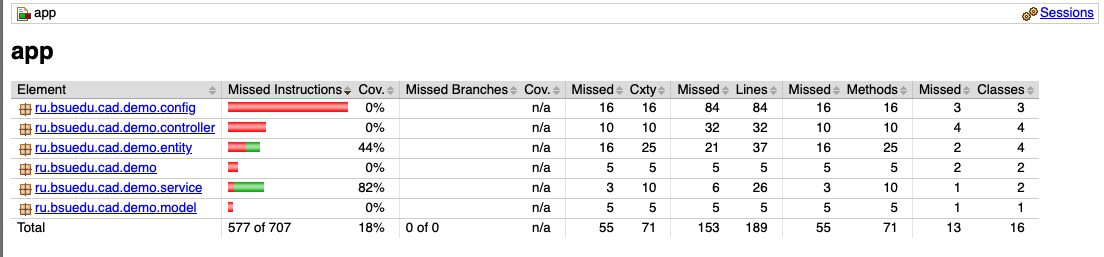 app Sessions
app
Element Missed Instructions Cov. Missed Branches Cov. Missed Cxty Missed Lines Missed Methods Missed Classes
ru.bsuedu.cad.demo.config 0% n/a 16 16 84 84 16 16 3 3
ru.bsuedu.cad.demo.controller 0% n/a 10 10 32 32 10 10 4 4
ru.bsuedu.cad.demo.entity 44% n/a 16 25 21 37 16 25 2 4
ru.bsuedu.cad.demo 0% n/a 5 5 5 5 5 5 2 2
ru.bsuedu.cad.demo.service 82% n/a 3 10 6 26 3 10 1 2
ru.bsuedu.cad.demo.model 0% n/a 5 5 5 5 5 5 1 1
Total 577 of 707 18% 0 of 0 n/a 55 71 153 189 55 71 13 16